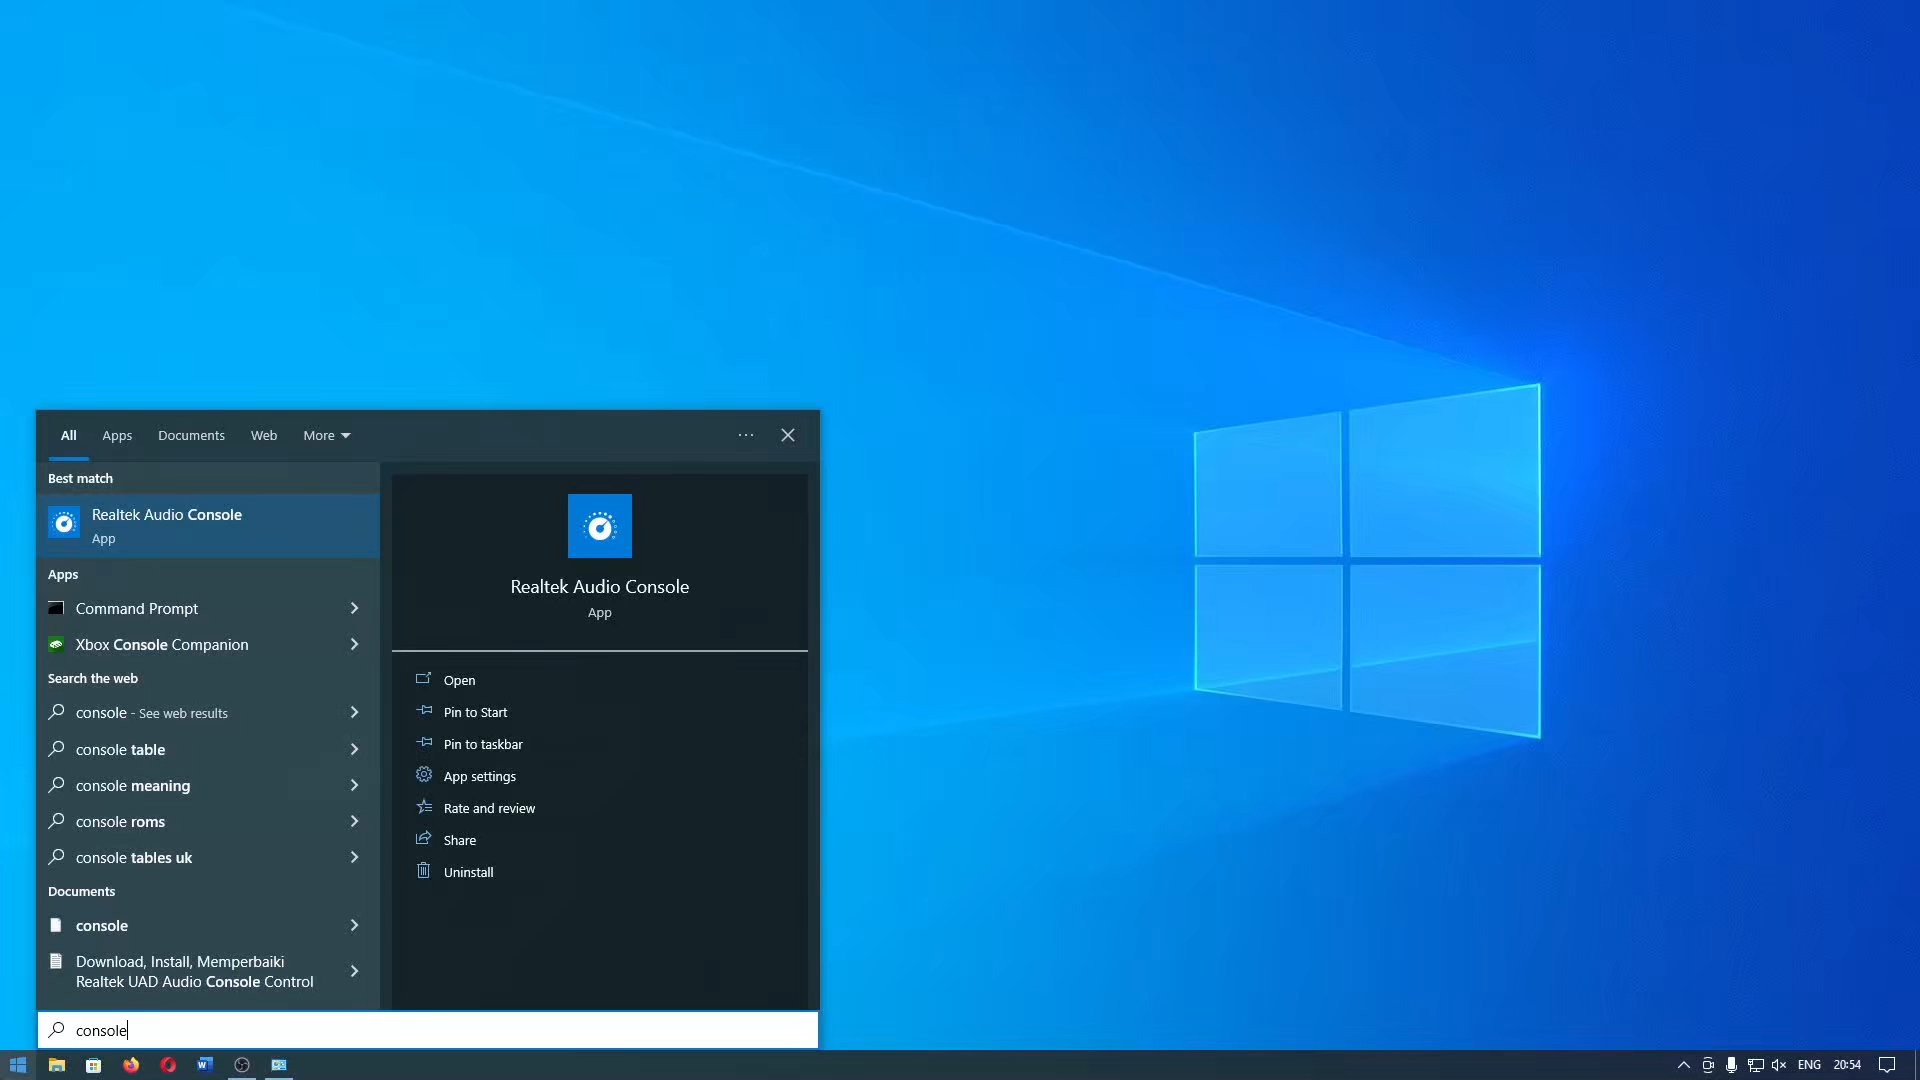 All
Apps
Documents
Web
More
Best match
Realtek Audio Console
App
Apps
Command Prompt
Xbox Console Companion
Search the web
console - See web results
console table
console meaning
console roms
console tables uk
Documents
console
Download, Install, Memperbaiki
Realtek UAD Audio Console Control
Realtek Audio Console
App
Open
Pin to Start
Pin to taskbar
App settings
Rate and review
Share
Uninstall
console
ENG
20:54